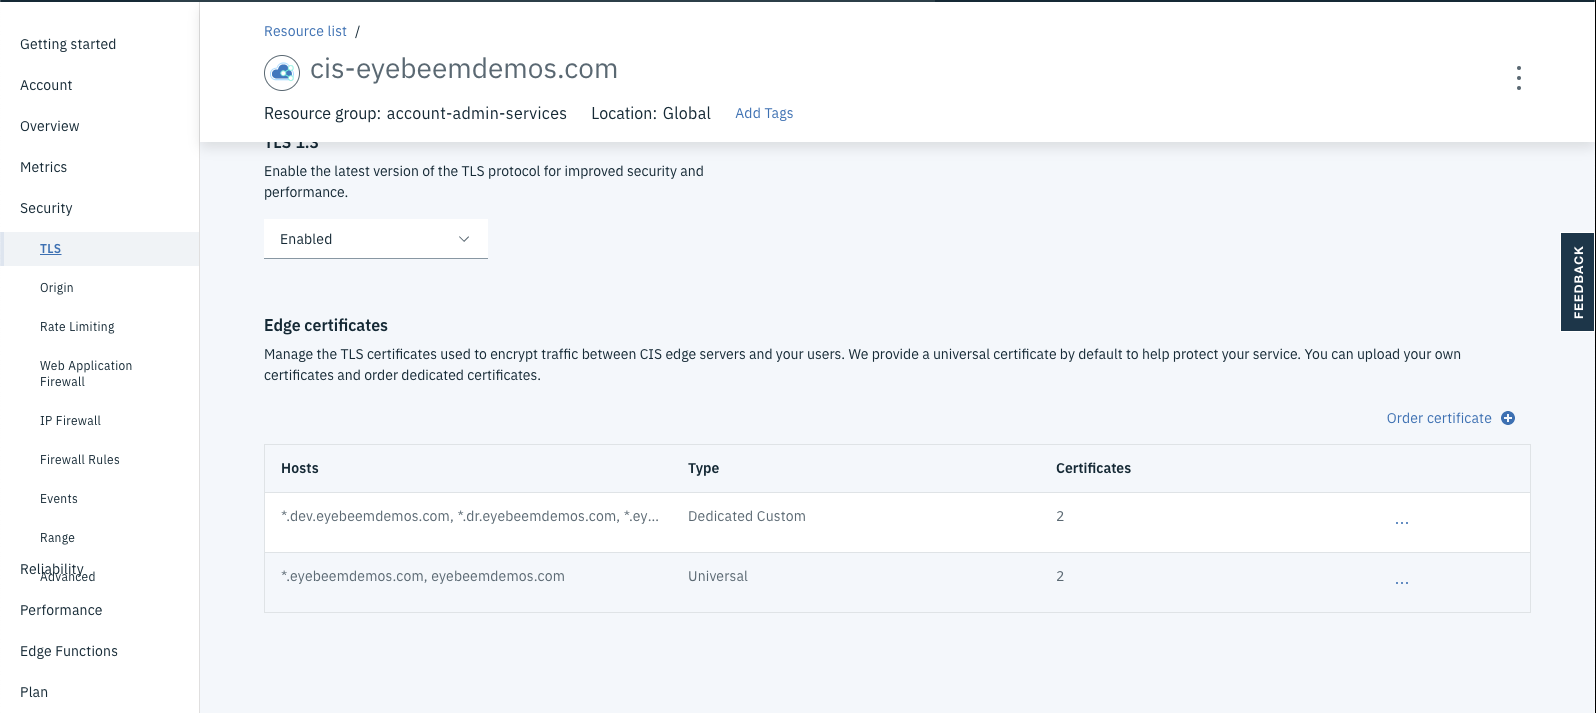 Getting started
Account
Overview
Metrics
Security
TLS
Origin
Rate Limiting
Web Application
Firewall
IP Firewall
Firewall Rules
Events
Range
Reliability
Advanced
Performance
Edge Functions
Plan
Resource list /
cis-eyebeemdemos.com
Resource group: account-admin-services Location: Global Add Tags
TLS 1.3
Enable the latest version of the TLS protocol for improved security and
performance.
Enabled
Edge certificates
Manage the TLS certificates used to encrypt traffic between CIS edge servers and your users. We provide a universal certificate by default to help protect your service. You can upload your own
certificates and order dedicated certificates.
Order certificate
Hosts Type Certificates
*.dev.eyebeemdemos.com, *.dr.eyebeemdemos.com, *.ey... Dedicated Custom 2 ...
*.eyebeemdemos.com, eyebeemdemos.com Universal 2 ...
FEEDBACK